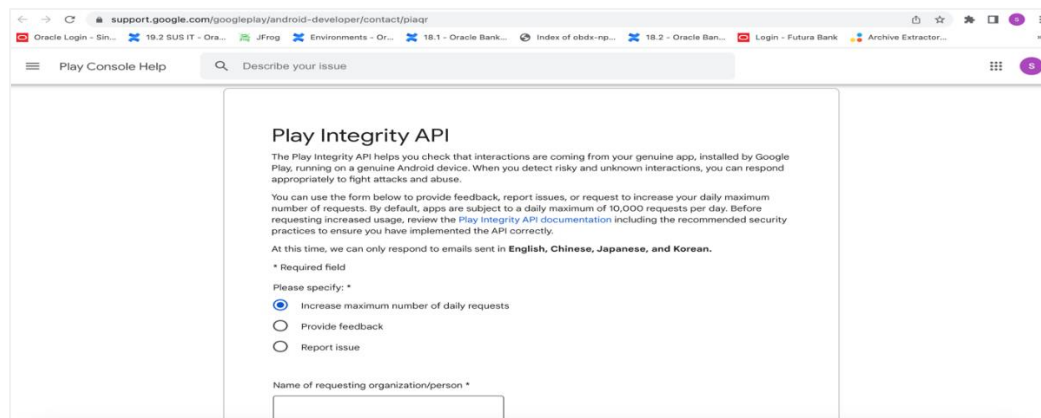 support.google.com/googleplay/android-developer/contact/piaqr
Oracle Login - Sin... 19.2 SUS IT - Ora... JFrog Environments - Or... 18.1 - Oracle Bank... Index of obdx-np... 18.2 - Oracle Ban... Login - Futura Bank Archive Extractor...
Play Console Help Describe your issue S
Play Integrity API
The Play Integrity API helps you check that interactions are coming from your genuine app, installed by Google
Play, running on a genuine Android device. When you detect risky and unknown interactions, you can respond
appropriately to fight attacks and abuse.
You can use the form below to provide feedback, report issues, or request to increase your daily maximum
number of requests. By default, apps are subject to a daily maximum of 10,000 requests per day. Before
requesting increased usage, review the Play Integrity API documentation including the recommended security
practices to ensure you have implemented the API correctly.
At this time, we can only respond to emails sent in English, Chinese, Japanese, and Korean.
* Required field
Please specify: *
Increase maximum number of daily requests
Provide feedback
Report issue
Name of requesting organization/person *